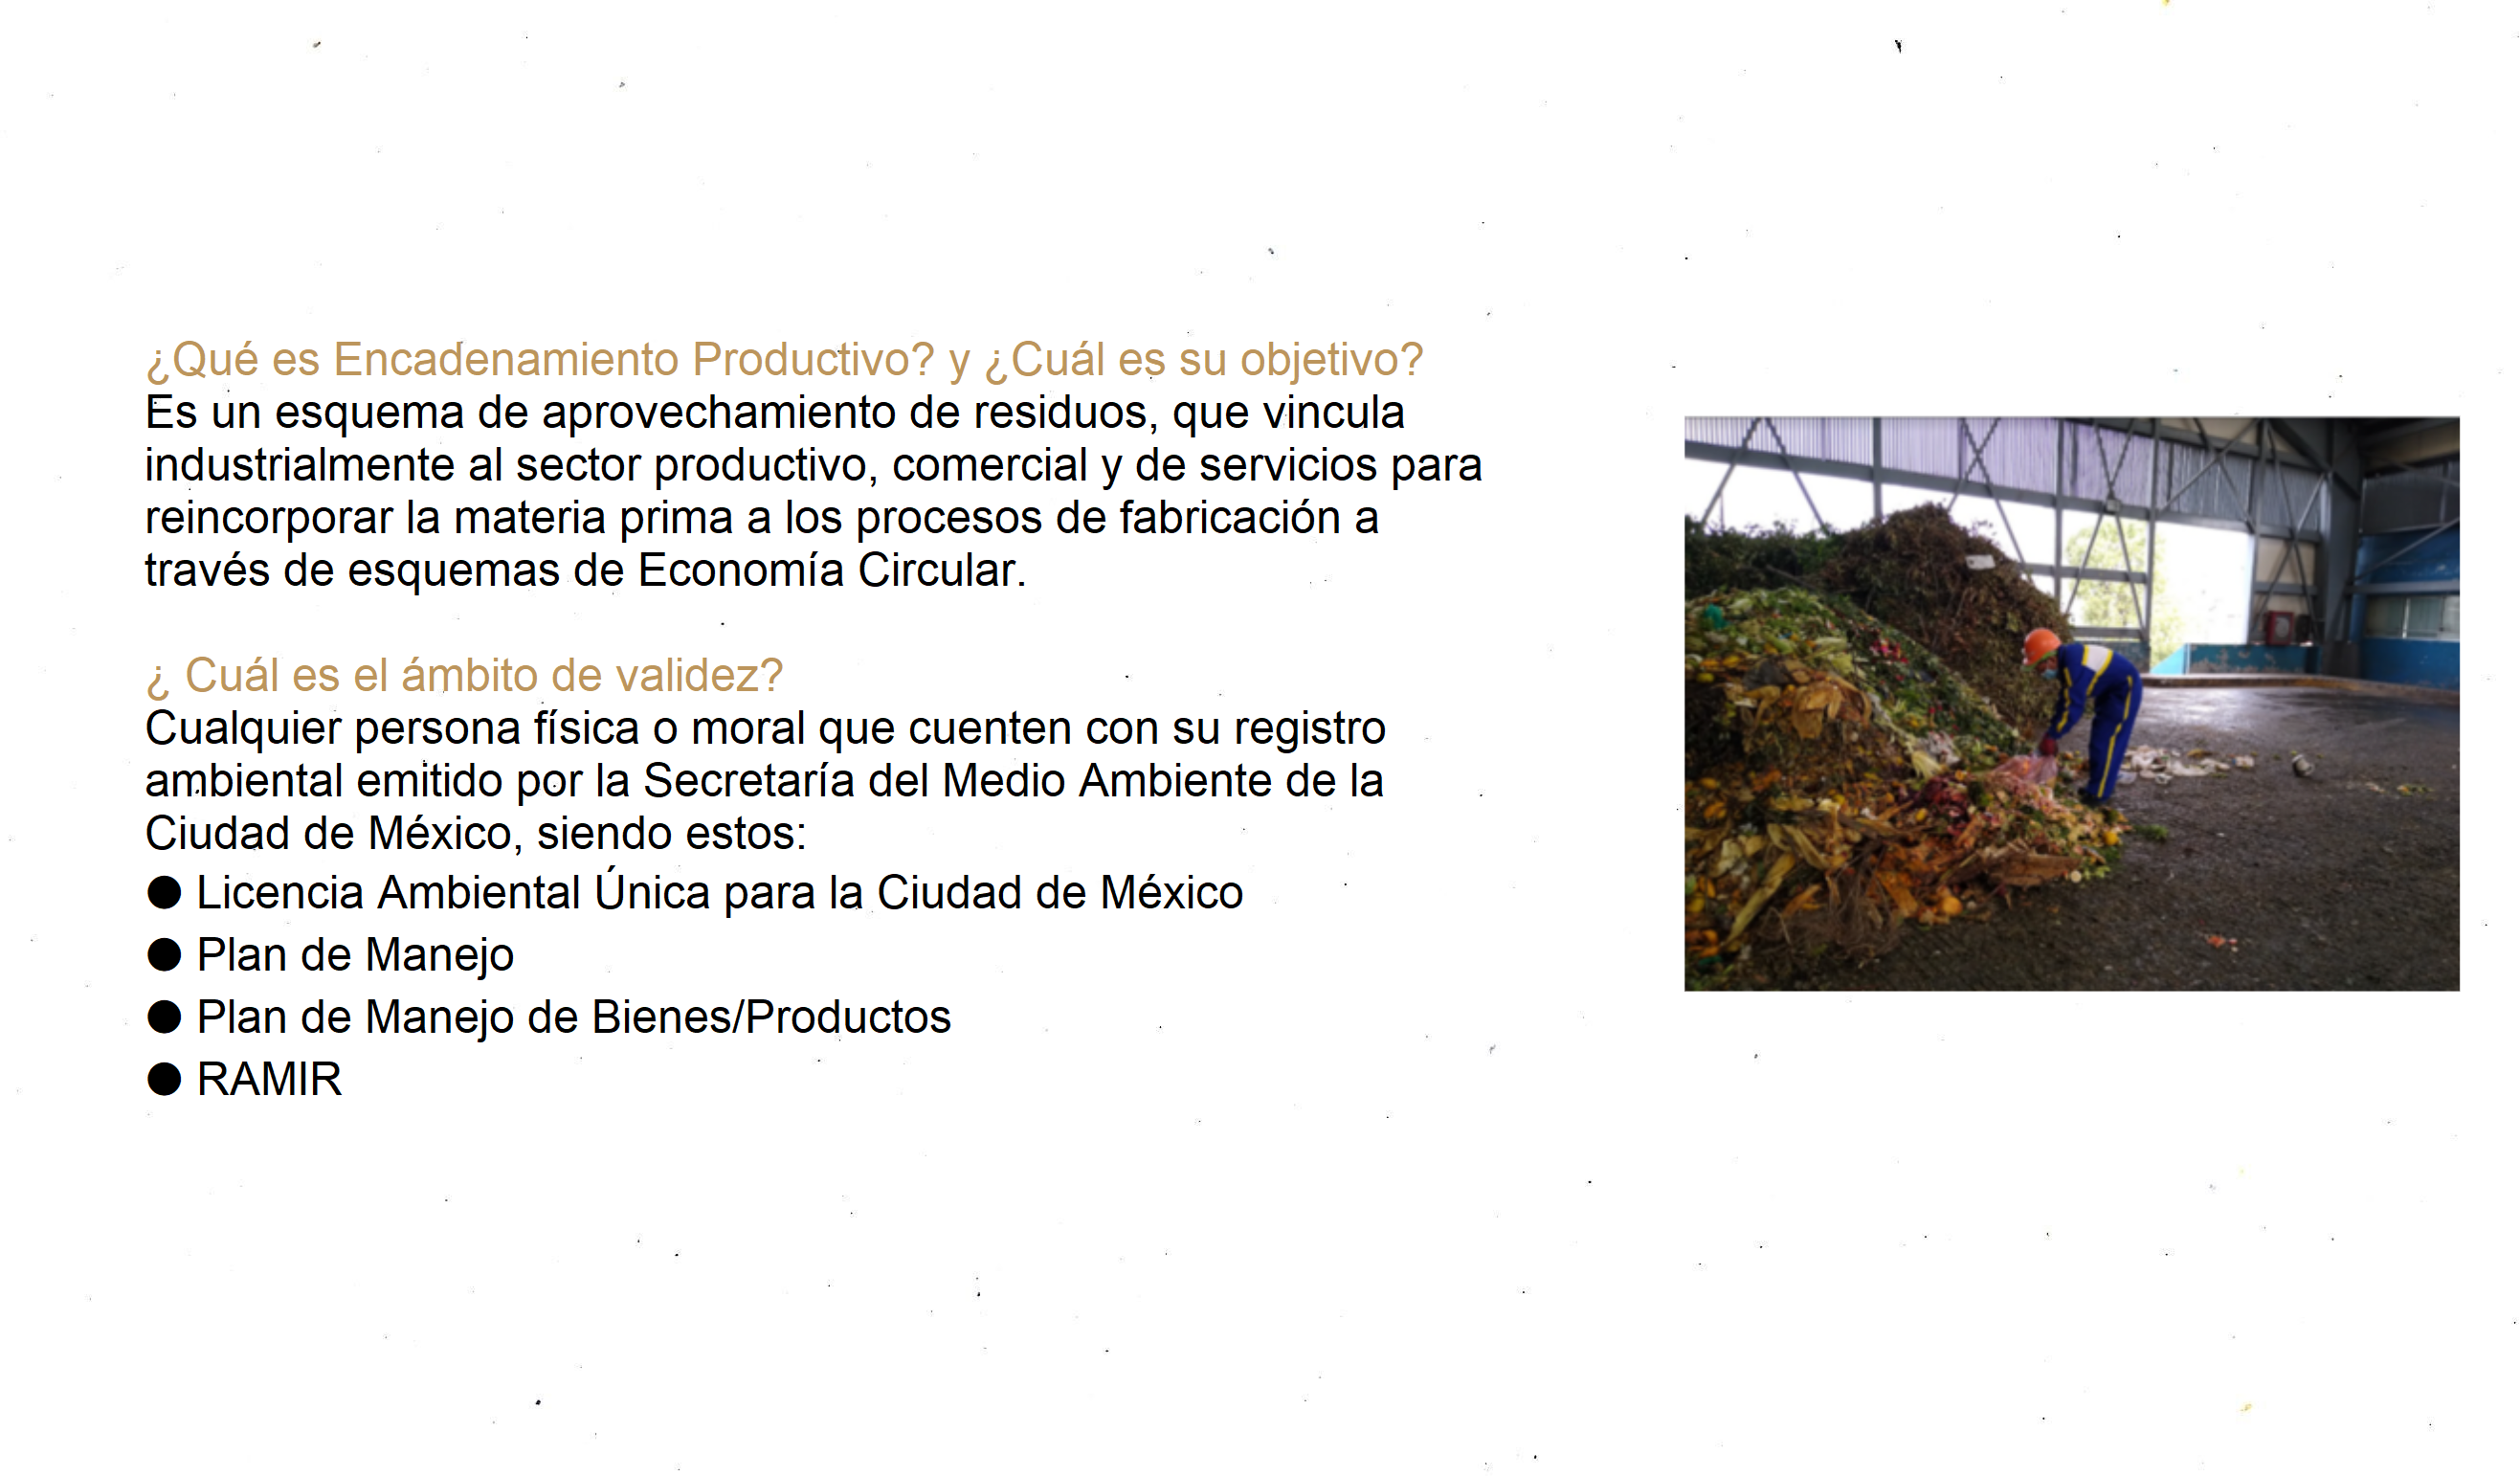 ¿Qué es Encadenamiento Productivo? y ¿Cuál es su objetivo?
Es un esquema de aprovechamiento de residuos, que vincula
industrialmente al sector productivo, comercial y de servicios para
reincorporar la materia prima a los procesos de fabricación a
través de esquemas de Economía Circular.
¿ Cuál es el ámbito de validez?
Cualquier persona física o moral que cuenten con su registro
ambiental emitido por la Secretaría del Medio Ambiente de la
Ciudad de México, siendo estos:
● Licencia Ambiental Única para la Ciudad de México
● Plan de Manejo
● Plan de Manejo de Bienes/Productos
● RAMIR